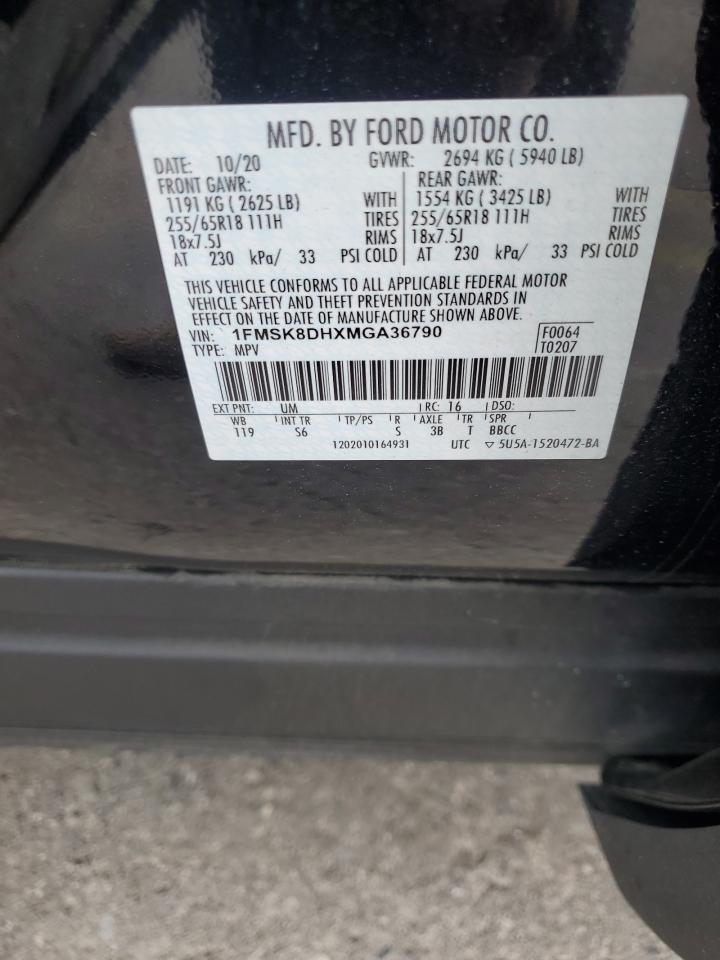 MFD. BY FORD MOTOR CO.
DATE: 10/20 GVWR: 2694 KG ( 5940 LB)
FRONT GAWR: REAR GAWR:
1191 KG ( 2625 LB) WITH 1554 KG ( 3425 LB) WITH
255/65R18 111H TIRES 255/65R18 111H TIRES
18x7.5J RIMS 18x7.5J RIMS
AT 230 kPa/ 33 PSI COLD AT 230 kPa/ 33 PSI COLD
THIS VEHICLE CONFORMS TO ALL APPLICABLE FEDERAL MOTOR
VEHICLE SAFETY AND THEFT PREVENTION STANDARDS IN
EFFECT ON THE DATE OF MANUFACTURE SHOWN ABOVE.
VIN: 1FMSK8DHXMGA36790 F0064
TYPE: MPV T0207
EXT PNT: UM RC: 16 DSO:
WB INT TR TP/PS R AXLE TR SPR
119 S6 S 3B T BBCC
1202010164931 UTC ▽ 5U5A-1520472-BA